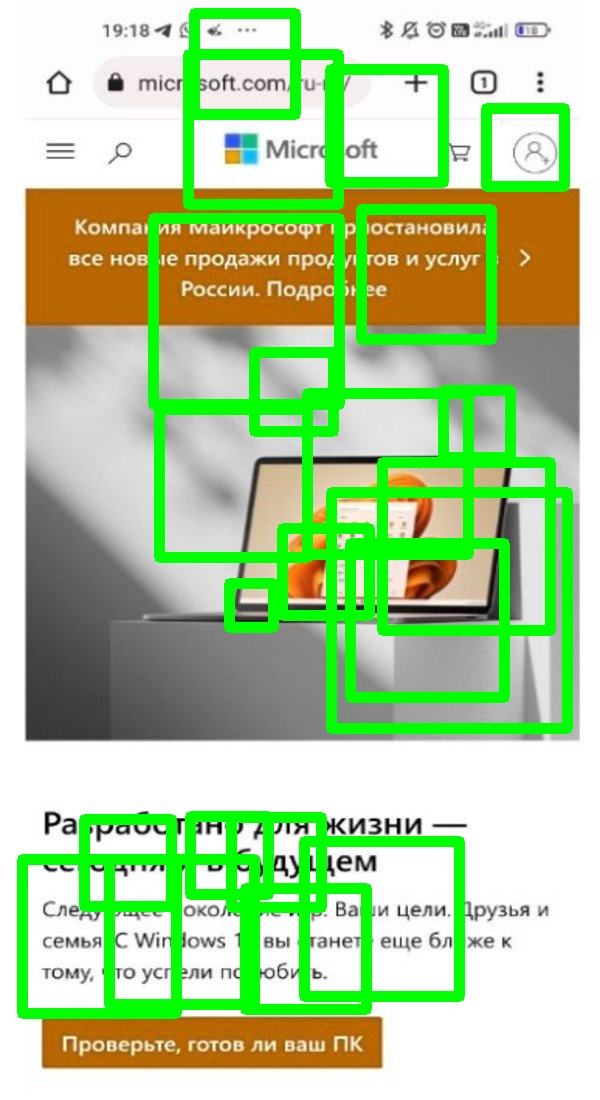 19:18
microsoft.com/ru-ru/ 1
Microsoft
Компания Майкрософт приостановила
все новые продажи продуктов и услуг в
России. Подробнее
Разработано для жизни —
сегодня и в будущем
Следующее поколение игр. Ваши цели. Друзья и
семья. С Windows 11 вы станете еще ближе к
тому, что успели полюбить.
Проверьте, готов ли ваш ПК